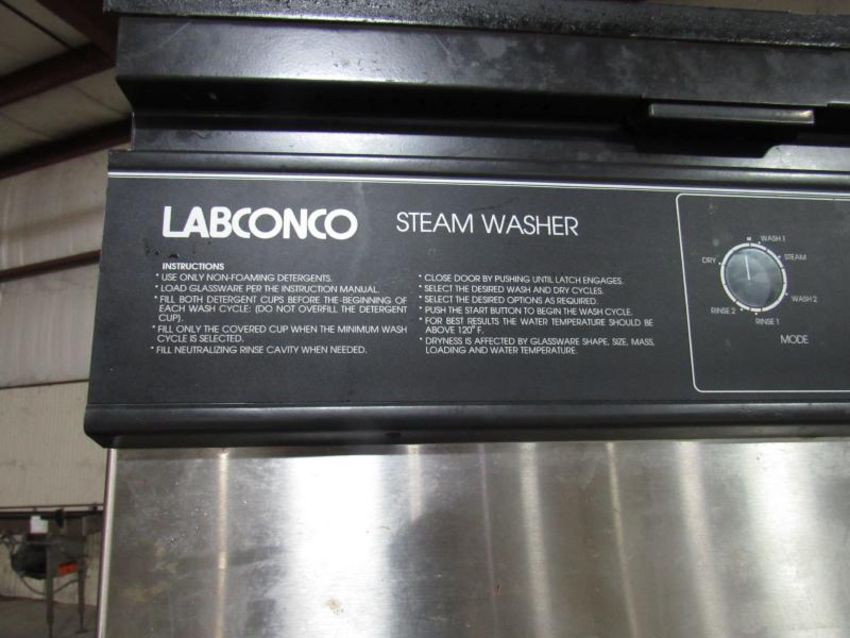 LABCONCO STEAM WASHER
INSTRUCTIONS
* USE ONLY NON-FOAMING DETERGENTS.
* LOAD GLASSWARE PER THE INSTRUCTION MANUAL.
* FILL BOTH DETERGENT CUPS BEFORE THE BEGINNING OF
EACH WASH CYCLE: (DO NOT OVERFILL THE DETERGENT
CUP).
* FILL ONLY THE COVERED CUP WHEN THE MINIMUM WASH
CYCLE IS SELECTED.
* FILL NEUTRALIZING RINSE CAVITY WHEN NEEDED.
* CLOSE DOOR BY PUSHING UNTIL LATCH ENGAGES.
* SELECT THE DESIRED WASH AND DRY CYCLES.
* SELECT THE DESIRED OPTIONS AS REQUIRED.
* PUSH THE START BUTTON TO BEGIN THE WASH CYCLE.
* FOR BEST RESULTS THE WATER TEMPERATURE SHOULD BE
ABOVE 120° F.
* DRYNESS IS AFFECTED BY GLASSWARE SHAPE, SIZE, MASS,
LOADING AND WATER TEMPERATURE.
WASH 1
STEAM
WASH 2
RINSE 1
RINSE 2
DRY
MODE